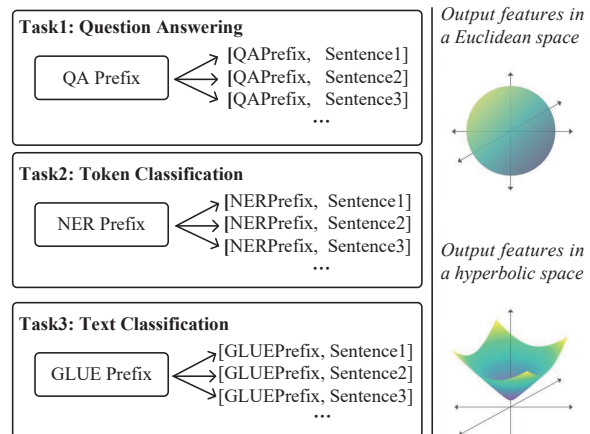 Task1: Question Answering
QA Prefix
[QAPrefix, Sentence1]
[QAPrefix, Sentence2]
[QAPrefix, Sentence3]
...
Task2: Token Classification
NER Prefix
[NERPrefix, Sentence1]
[NERPrefix, Sentence2]
[NERPrefix, Sentence3]
...
Task3: Text Classification
GLUE Prefix
[GLUEPrefix, Sentence1]
[GLUEPrefix, Sentence2]
[GLUEPrefix, Sentence3]
...
Output features in
a Euclidean space
Output features in
a hyperbolic space